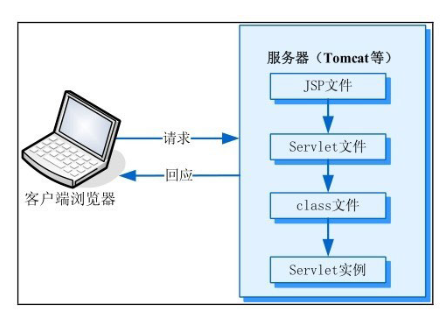 服务器（Tomcat等）
JSP文件
请求
Servlet文件
回应
客户端浏览器
class文件
Servlet实例